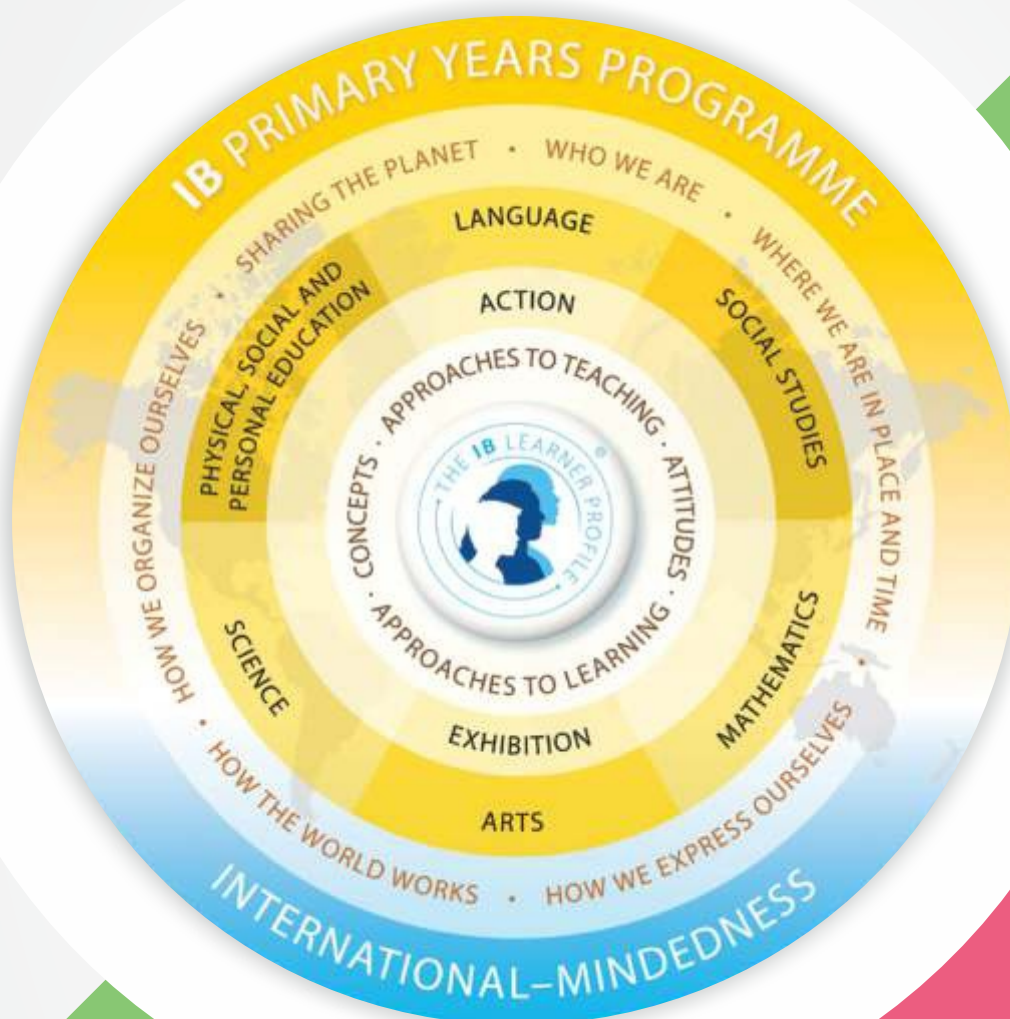 IB PRIMARY YEARS PROGRAMME
SHARING THE PLANET · WHO WE ARE · WHERE WE ARE IN PLACE AND TIME · HOW WE EXPRESS OURSELVES · HOW THE WORLD WORKS · HOW WE ORGANIZE OURSELVES ·
LANGUAGE
SOCIAL STUDIES
MATHEMATICS
ARTS
SCIENCE
PHYSICAL, SOCIAL AND
PERSONAL EDUCATION
ACTION
EXHIBITION
APPROACHES TO TEACHING · ATTITUDES · APPROACHES TO LEARNING · CONCEPTS ·
· THE IB LEARNER PROFILE · ®
INTERNATIONAL–MINDEDNESS